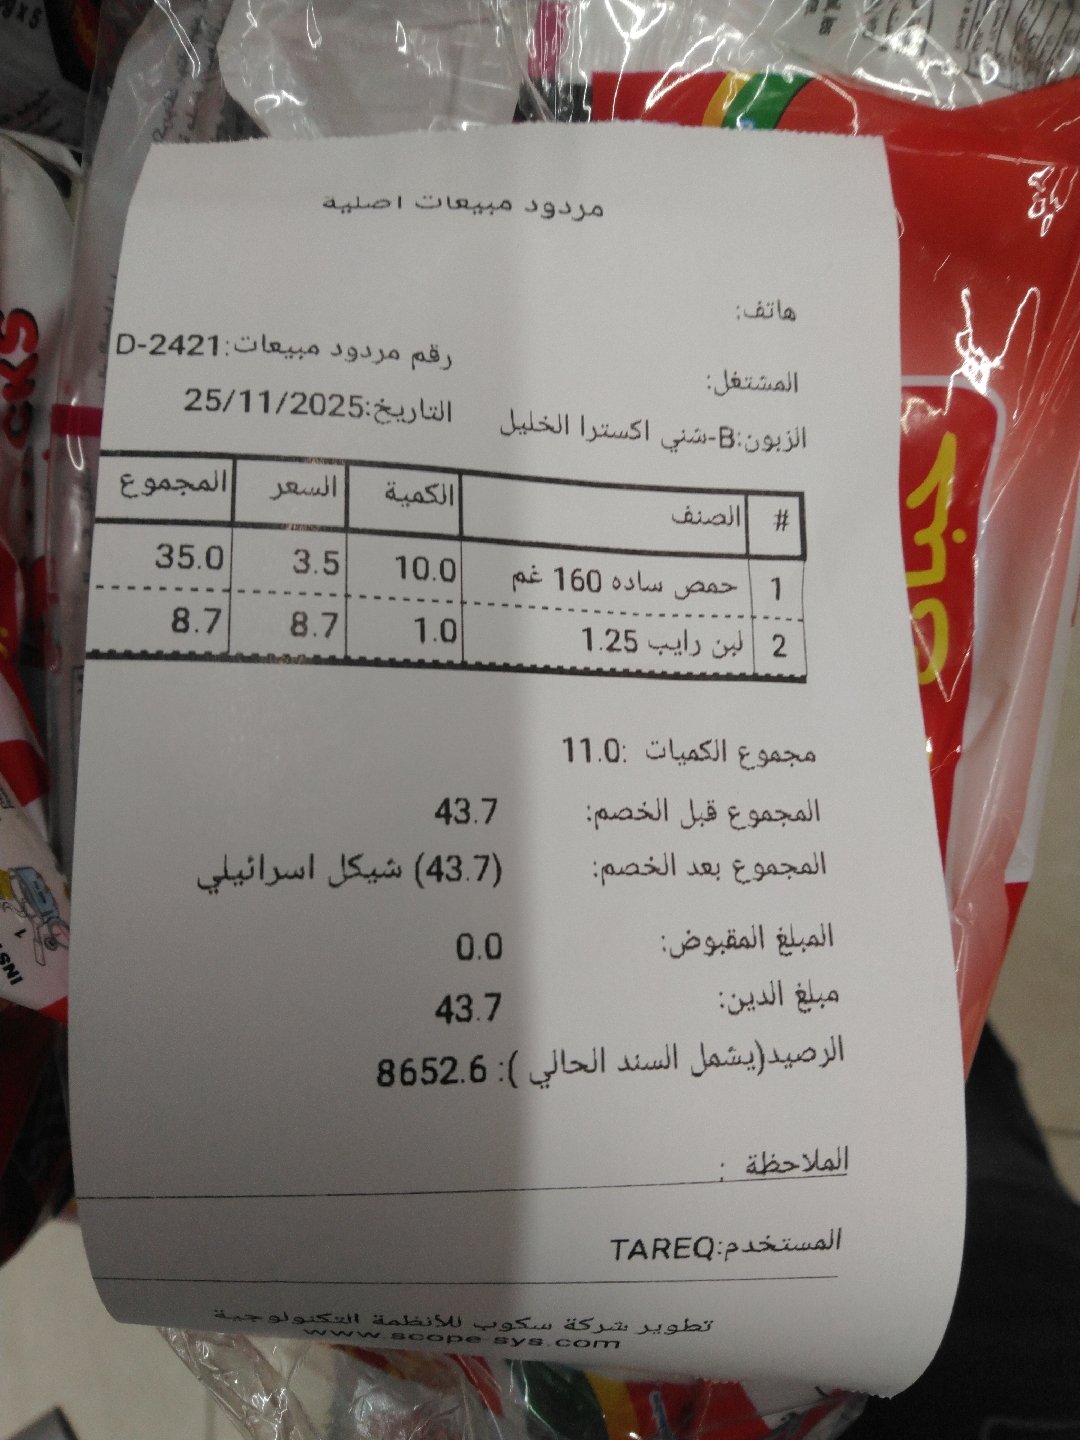 مردود مبيعات اصلية
هاتف:
رقم مردود مبيعات:D-2421
المشتغل:
التاريخ:25/11/2025
الزبون:B-شني اكسترا الخليل
# الصنف الكمية السعر المجموع
1 حمص ساده 160 غم 10.0 3.5 35.0
2 لبن رايب 1.25 1.0 8.7 8.7
مجموع الكميات :11.0
المجموع قبل الخصم: 43.7
المجموع بعد الخصم: (43.7) شيكل اسرائيلي
المبلغ المقبوض: 0.0
مبلغ الدين: 43.7
الرصيد(يشمل السند الحالي ): 8652.6
الملاحظة :
المستخدم:TAREQ
تطوير شركة سكوب للأنظمة التكنولوجية
www.scope-sys.com